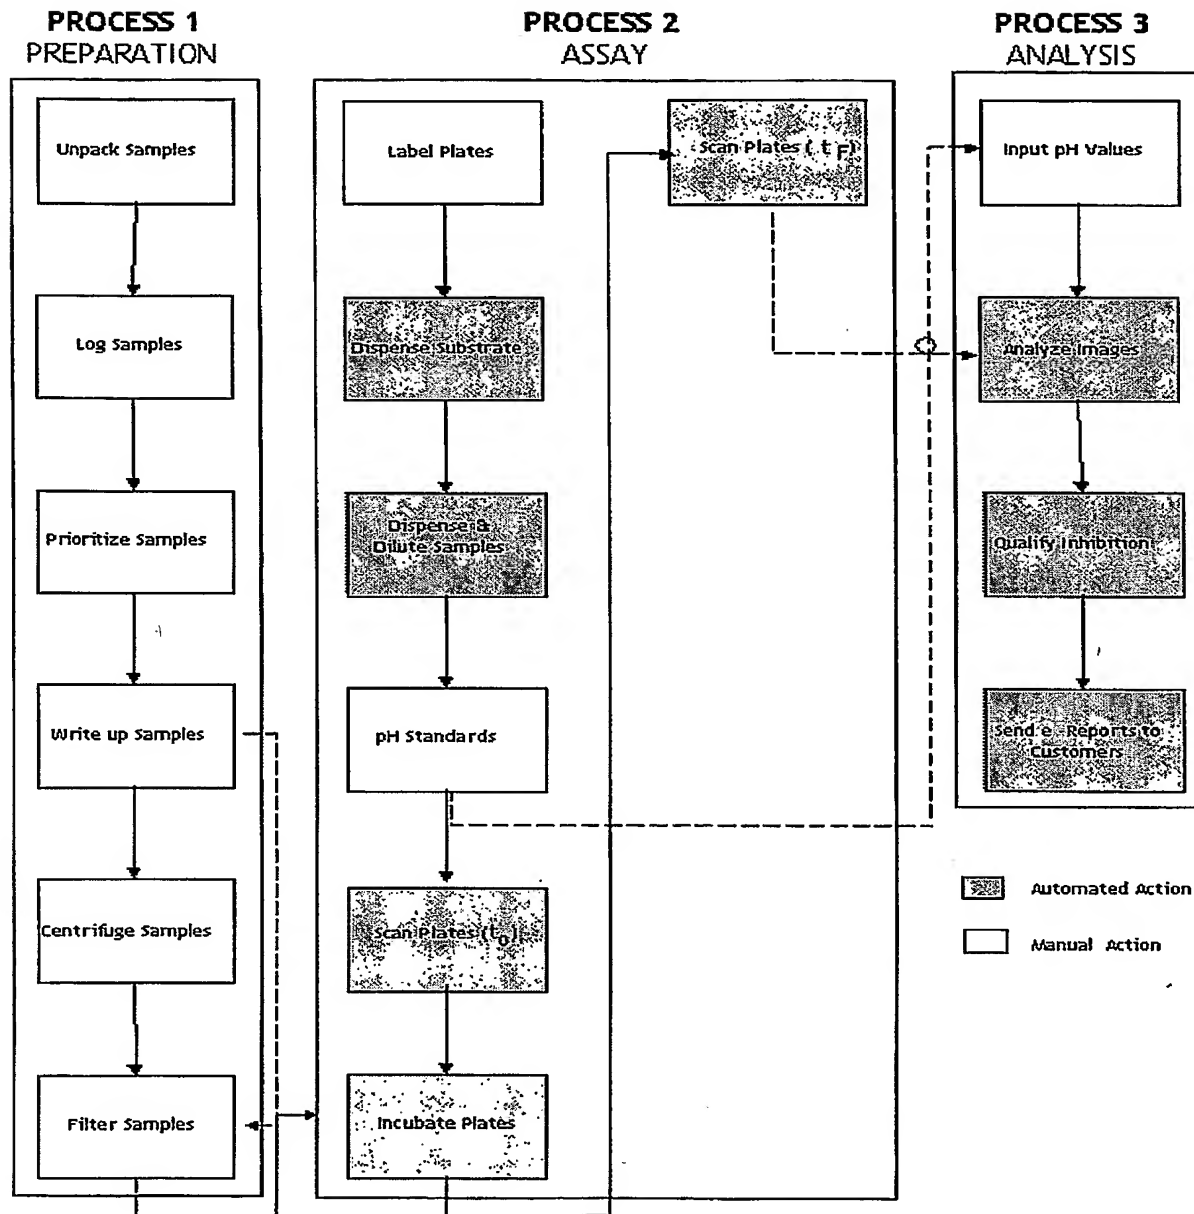 PROCESS 1
PREPARATION
Unpack Samples
Log Samples
Prioritize Samples
Write up Samples
Centrifuge Samples
Filter Samples
PROCESS 2
ASSAY
Label Plates
Dispense Substrate
Dispense &
Dilute Samples
pH Standards
Scan Plates (t0)
Incubate Plates
Scan Plates ( tF)
PROCESS 3
ANALYSIS
Input pH Values
Analyze Images
Qualify Inhibition
Send e -Reports to
Customers
Automated Action
Manual Action